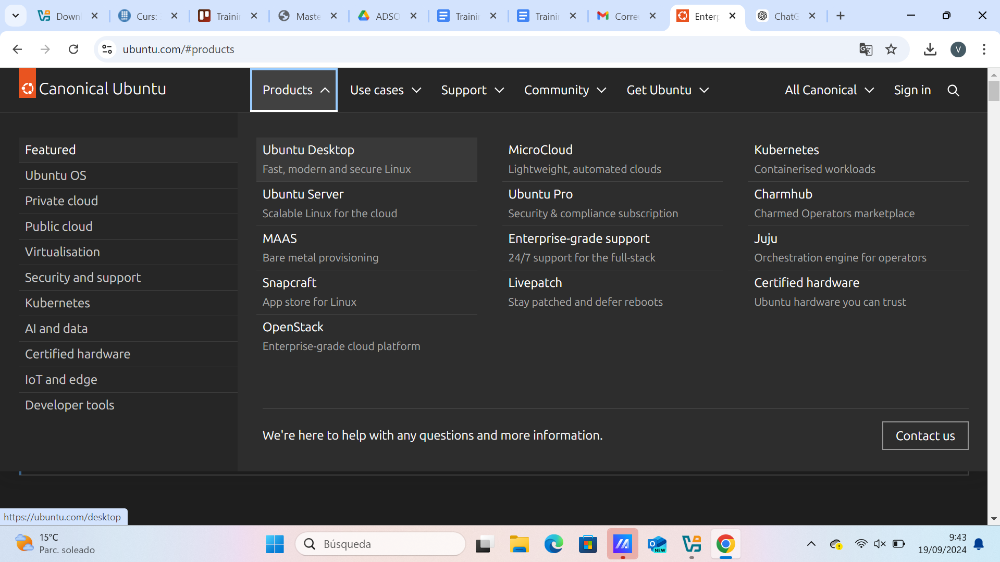 Down
Curs:
Trainin
Maste
ADSO
Trainin
Trainin
Corre
Enterp
ChatG
ubuntu.com/#products
V
Canonical Ubuntu
Products
Use cases
Support
Community
Get Ubuntu
All Canonical
Sign in
Featured
Ubuntu OS
Private cloud
Public cloud
Virtualisation
Security and support
Kubernetes
AI and data
Certified hardware
IoT and edge
Developer tools
Ubuntu Desktop
Fast, modern and secure Linux
Ubuntu Server
Scalable Linux for the cloud
MAAS
Bare metal provisioning
Snapcraft
App store for Linux
OpenStack
Enterprise-grade cloud platform
MicroCloud
Lightweight, automated clouds
Ubuntu Pro
Security & compliance subscription
Enterprise-grade support
24/7 support for the full-stack
Livepatch
Stay patched and defer reboots
Kubernetes
Containerised workloads
Charmhub
Charmed Operators marketplace
Juju
Orchestration engine for operators
Certified hardware
Ubuntu hardware you can trust
We're here to help with any questions and more information.
Contact us
https://ubuntu.com/desktop
15°C
Parc. soleado
Búsqueda
NEW
9:43
19/09/2024